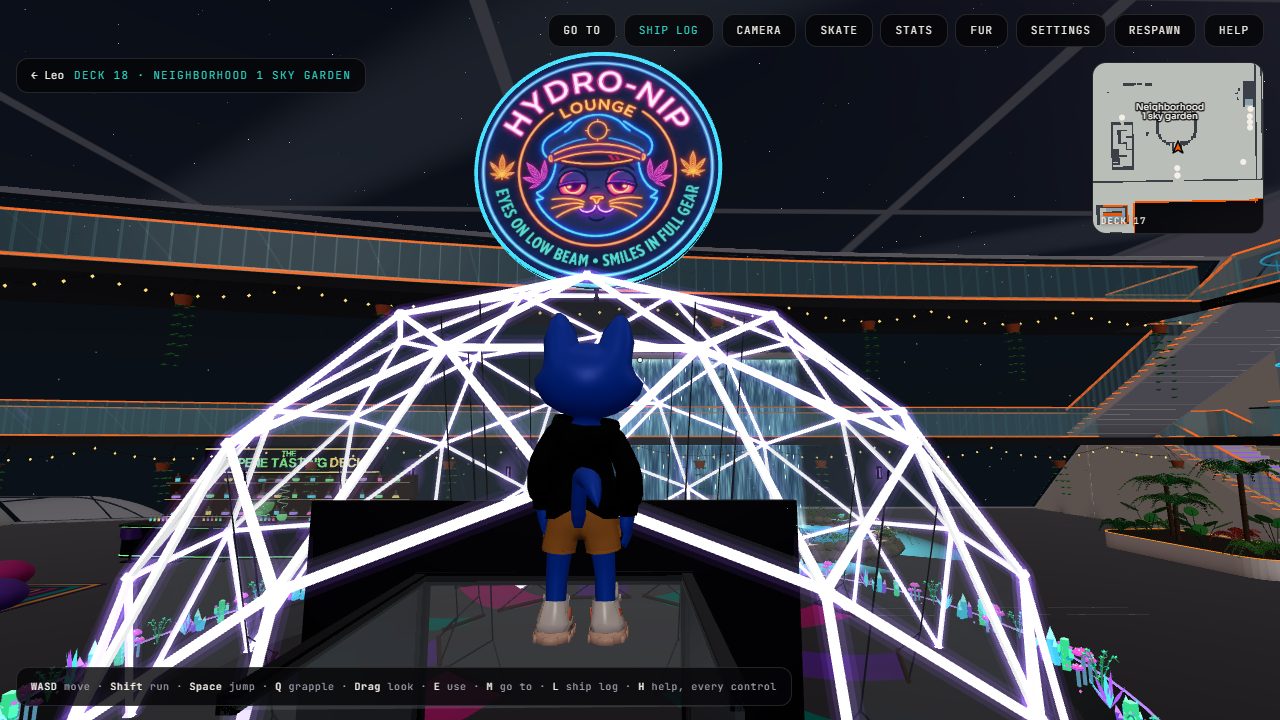 GO TO
SHIP LOG
CAMERA
SKATE
STATS
FUR
SETTINGS
RESPAWN
HELP
← Leo DECK 18 · NEIGHBORHOOD 1 SKY GARDEN
HYDRO-NIP
LOUNGE
EYES ON LOW BEAM • SMILES IN FULL GEAR
Neighborhood
1 sky garden
DECK 17
THE
WASD move · Shift run · Space jump · Q grapple · Drag look · E use · M go to · L ship log · H help, every control